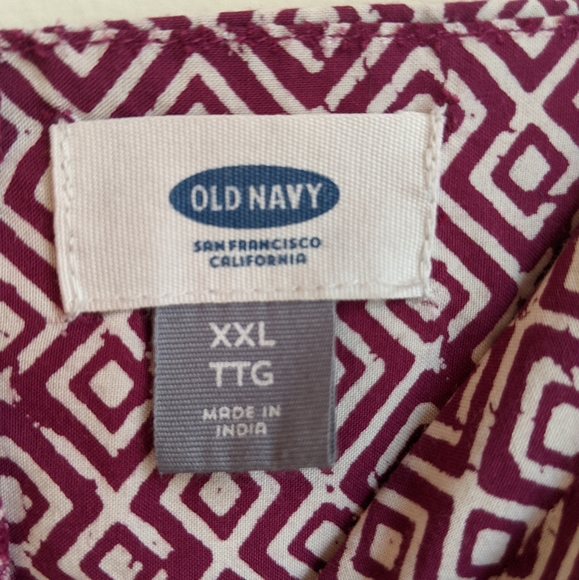 OLD NAVY
SAN FRANCISCO
CALIFORNIA
XXL
TTG
MADE IN
INDIA